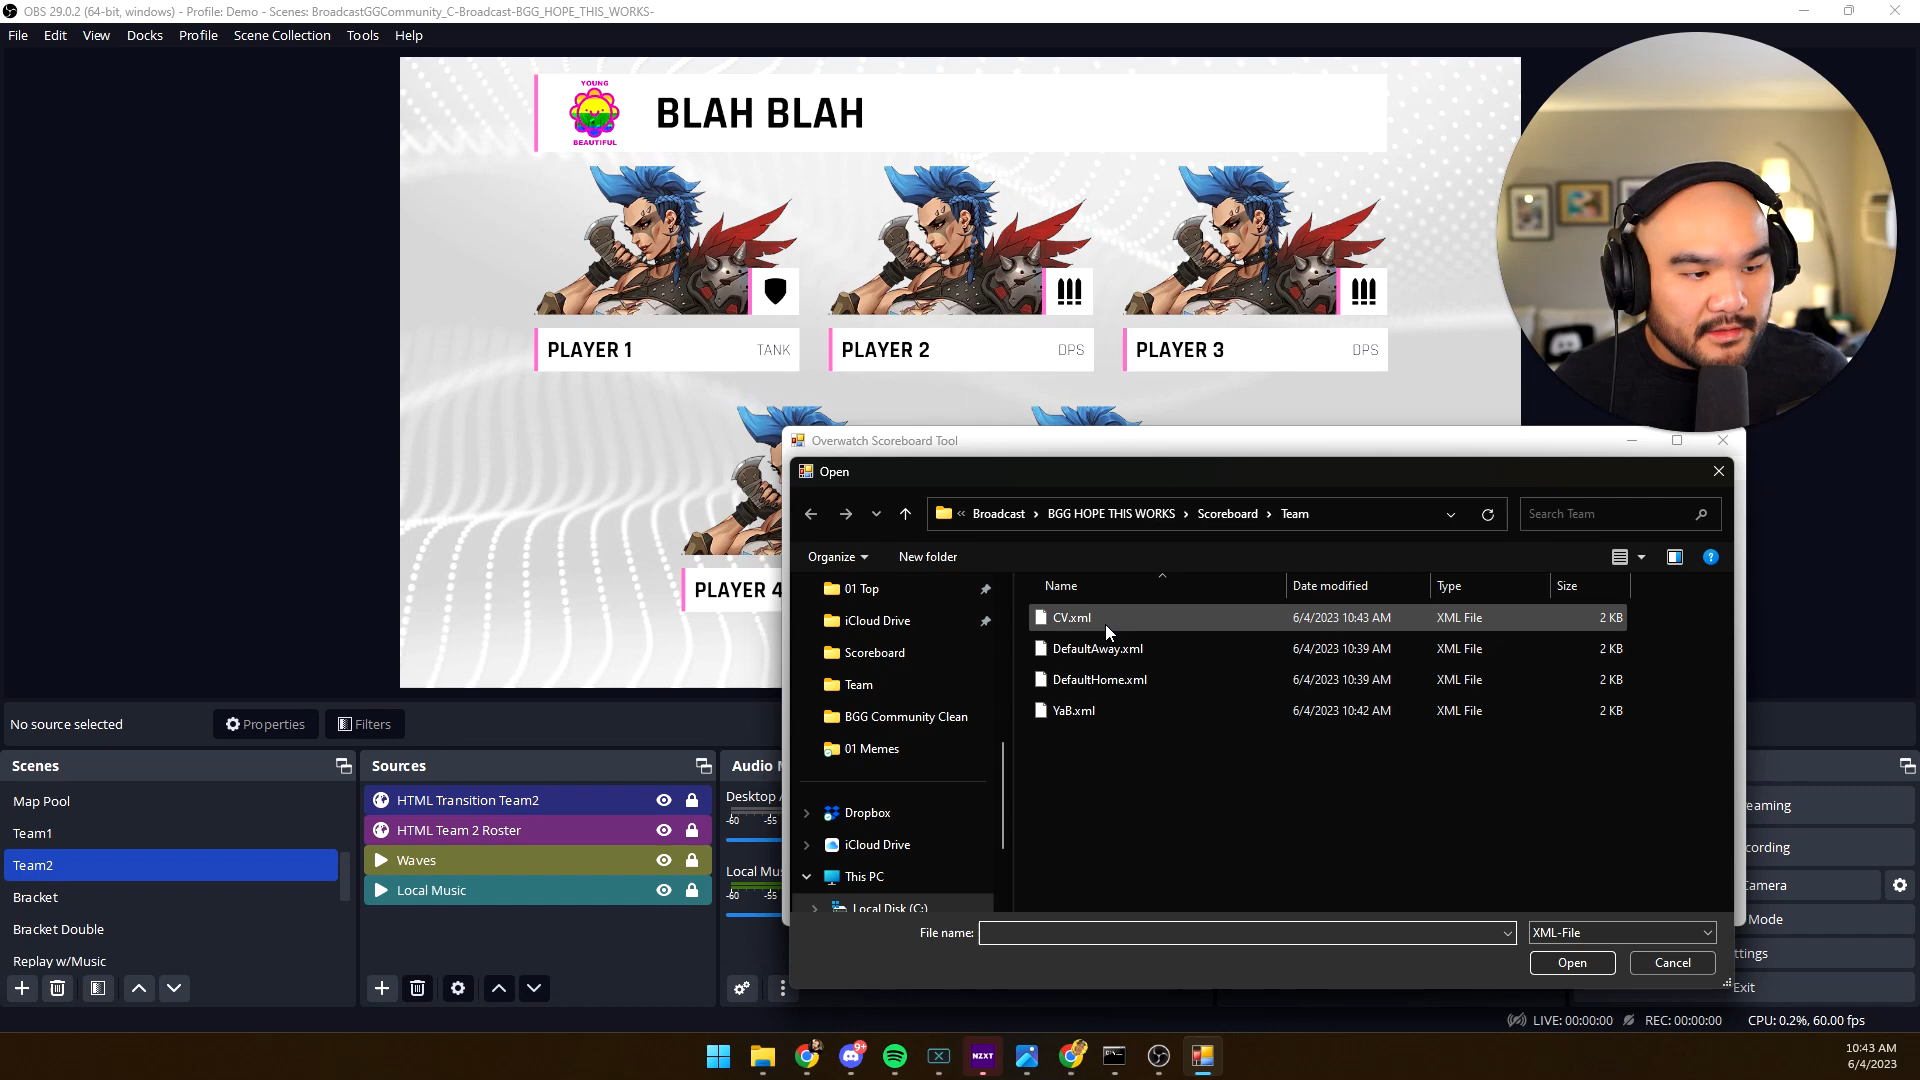 OBS 29.0.2 (64-bit, windows) - Profile: Demo - Scenes: BroadcastGGCommunity_C-Broadcast-BGG_HOPE_THIS_WORKS-
File Edit View Docks Profile Scene Collection Tools Help
YOUNG
BEAUTIFUL
BLAH BLAH
PLAYER 1 TANK
PLAYER 2 DPS
PLAYER 3 DPS
PLAYER 4
Overwatch Scoreboard Tool
Open
« Broadcast › BGG HOPE THIS WORKS › Scoreboard › Team
Search Team
Organize New folder
Name Date modified Type Size
01 Top
iCloud Drive
Scoreboard
Team
BGG Community Clean
01 Memes
Dropbox
iCloud Drive
This PC
Local Disk (C:)
CV.xml 6/4/2023 10:43 AM XML File 2 KB
DefaultAway.xml 6/4/2023 10:39 AM XML File 2 KB
DefaultHome.xml 6/4/2023 10:39 AM XML File 2 KB
YaB.xml 6/4/2023 10:42 AM XML File 2 KB
File name: XML-File
Open Cancel
No source selected Properties Filters
Scenes
Map Pool
Team1
Team2
Bracket
Bracket Double
Replay w/Music
Sources
HTML Transition Team2
HTML Team 2 Roster
Waves
Local Music
Audio M
Desktop A
-60 -55
Local Mus
-60 -55
eaming
cording
Camera
Mode
ttings
Exit
LIVE: 00:00:00 REC: 00:00:00 CPU: 0.2%, 60.00 fps
9+
NZXT
10:43 AM
6/4/2023